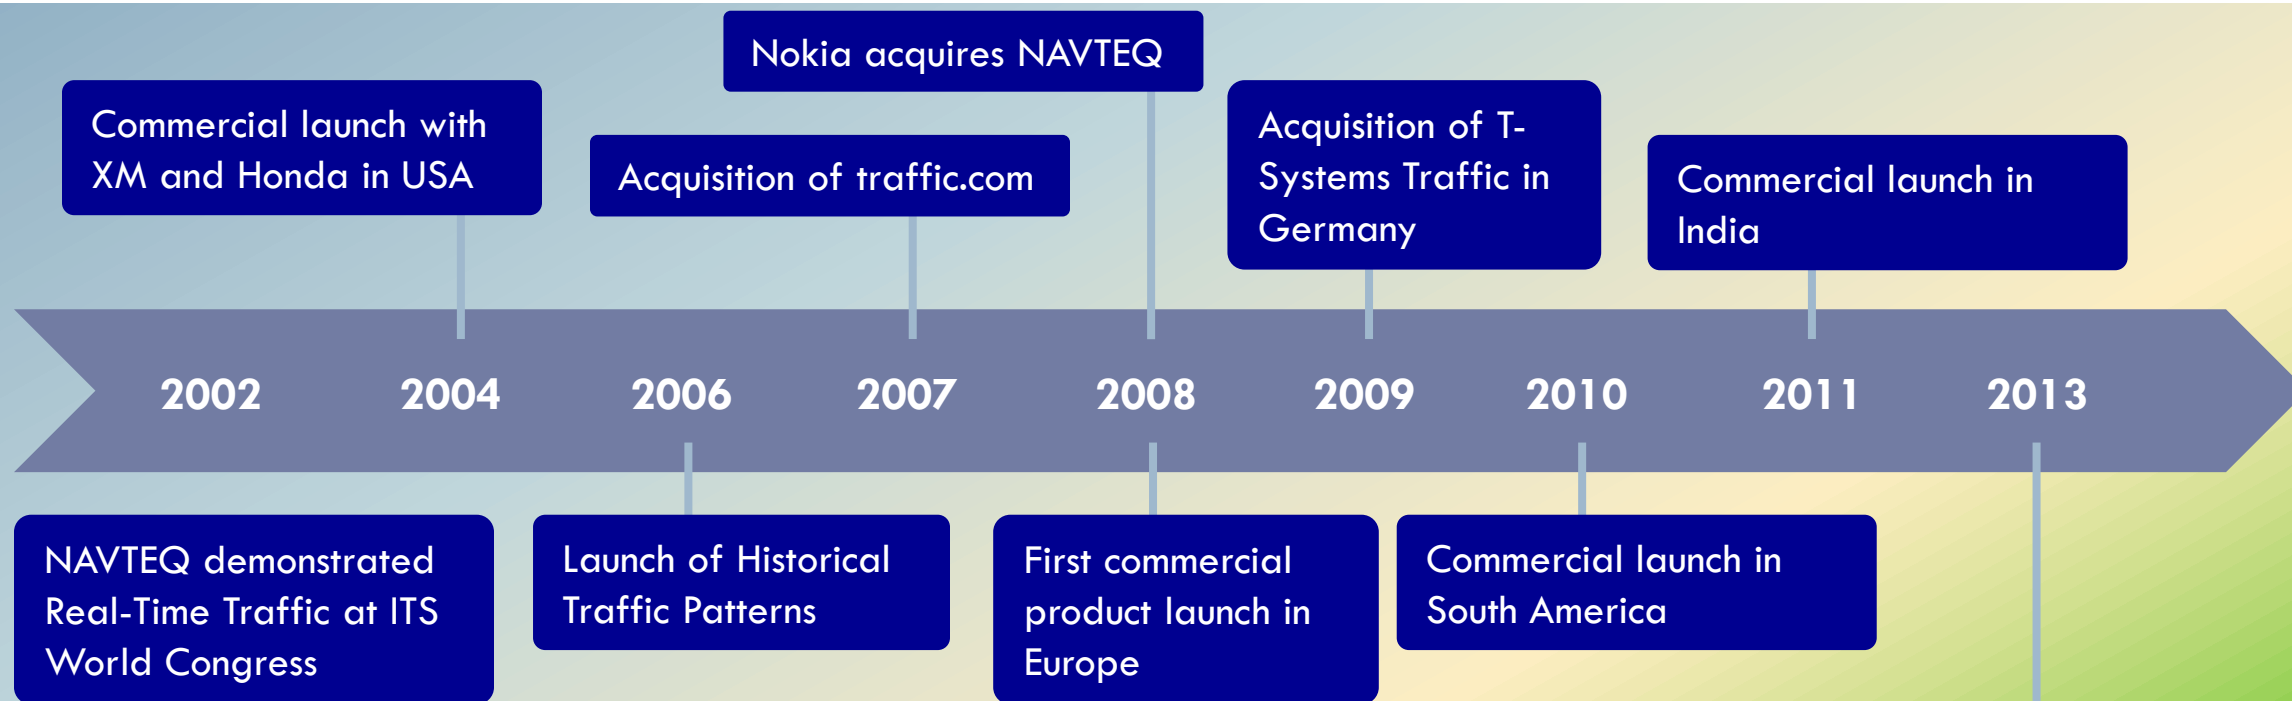 Nokia acquires NAVTEQ
Commercial launch with
XM and Honda in USA
Acquisition of traffic.com
Acquisition of T-
Systems Traffic in
Germany
Commercial launch in
India
2002 2004 2006 2007 2008 2009 2010 2011 2013
NAVTEQ demonstrated
Real-Time Traffic at ITS
World Congress
Launch of Historical
Traffic Patterns
First commercial
product launch in
Europe
Commercial launch in
South America